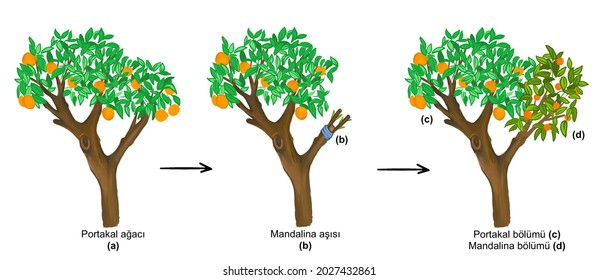 (b)
(c)
(d)
Portakal ağacı
(a)
Mandalina aşısı
(b)
Portakal bölümü (c)
Mandalina bölümü (d)
shutterstock.com · 2027432861